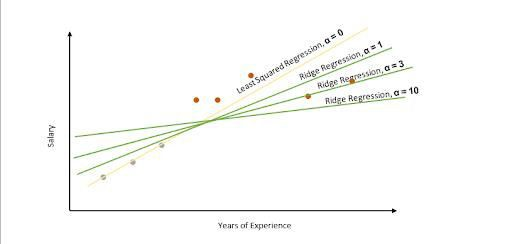 Least Squared Regression, α = 0
Ridge Regression, α = 1
Ridge Regression, α = 3
Ridge Regression, α = 10
Salary
Years of Experience